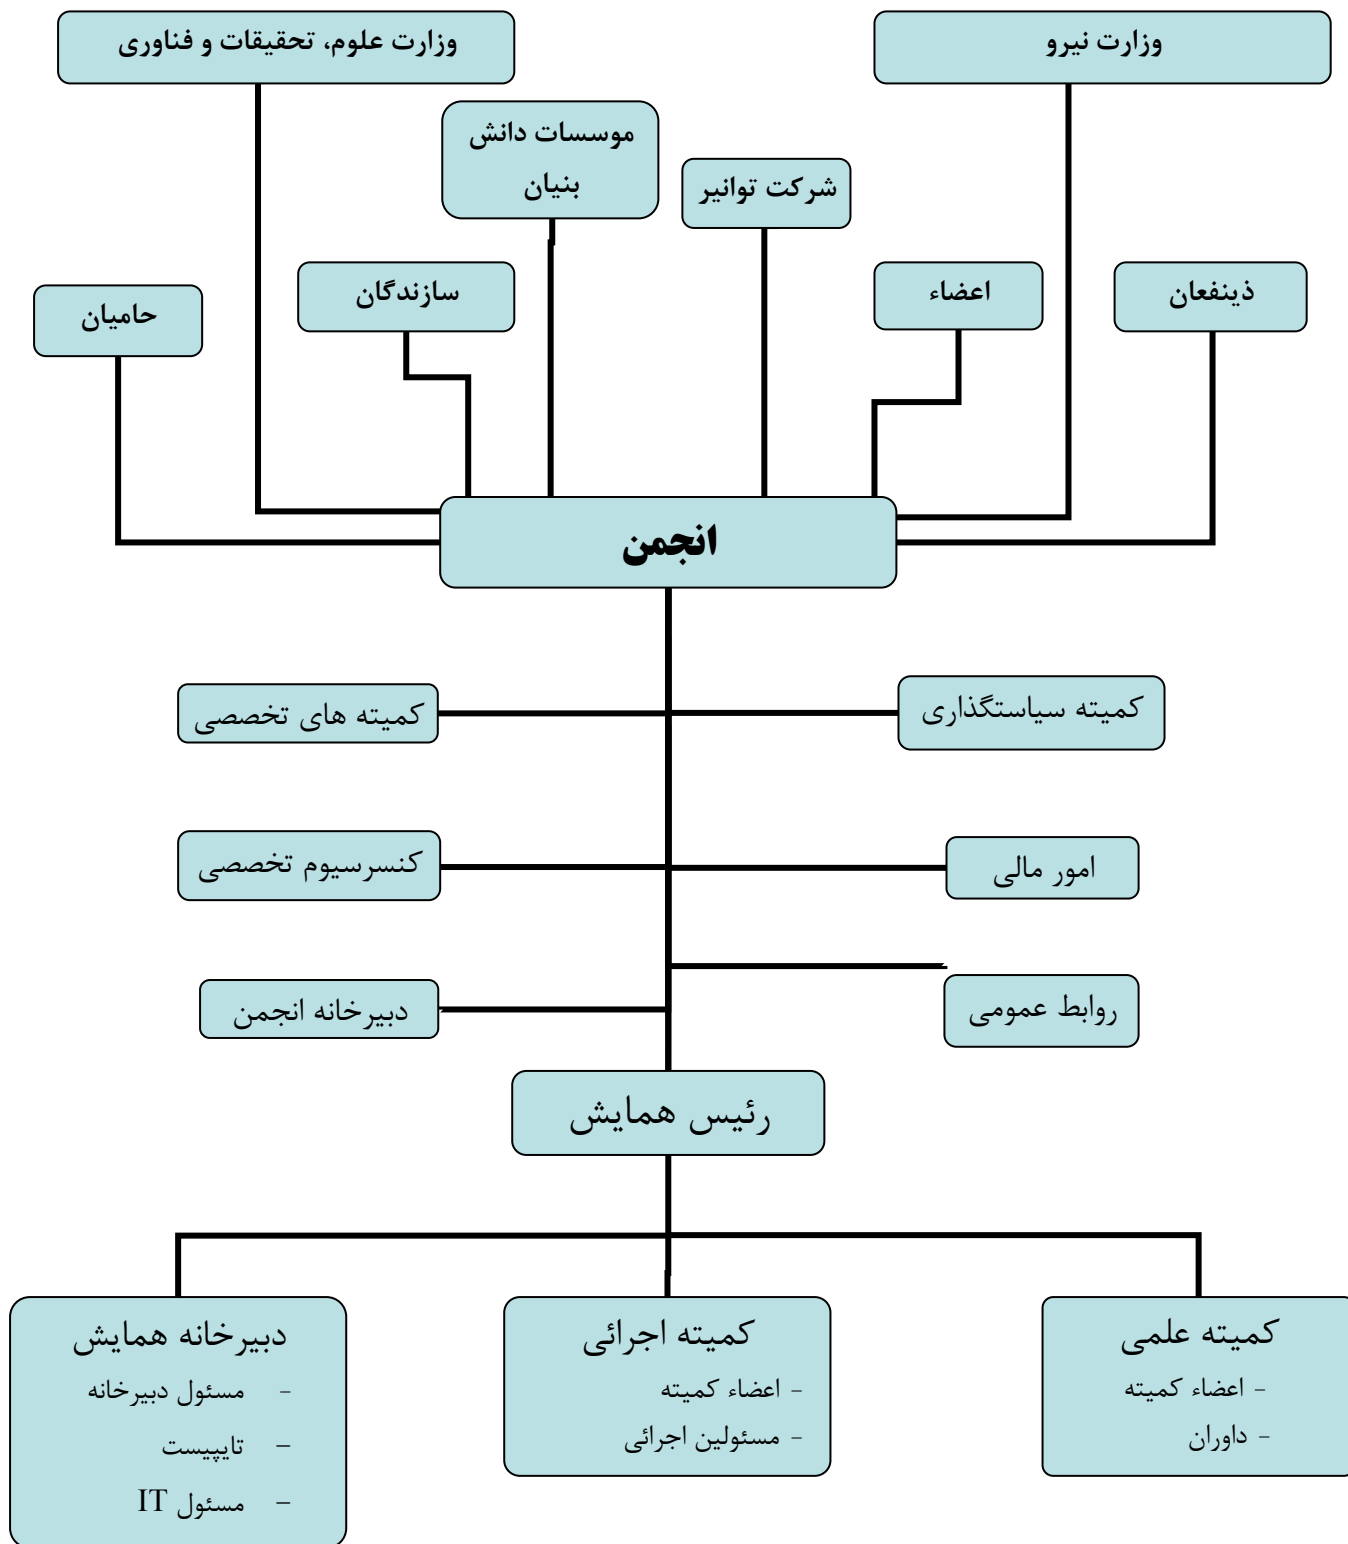 وزارت نیرو
وزارت علوم، تحقیقات و فناوری
موسسات دانش
بنیان
شرکت توانیر
ذینفعان
اعضاء
سازندگان
حامیان
انجمن
کمیته سیاستگذاری
کمیته های تخصصی
امور مالی
کنسرسیوم تخصصی
روابط عمومی
دبیرخانه انجمن
رئیس همایش
کمیته علمی
- اعضاء کمیته
- داوران
کمیته اجرائی
- اعضاء کمیته
- مسئولین اجرائی
دبیرخانه همایش
- مسئول دبیرخانه
- تایپیست
- مسئول IT